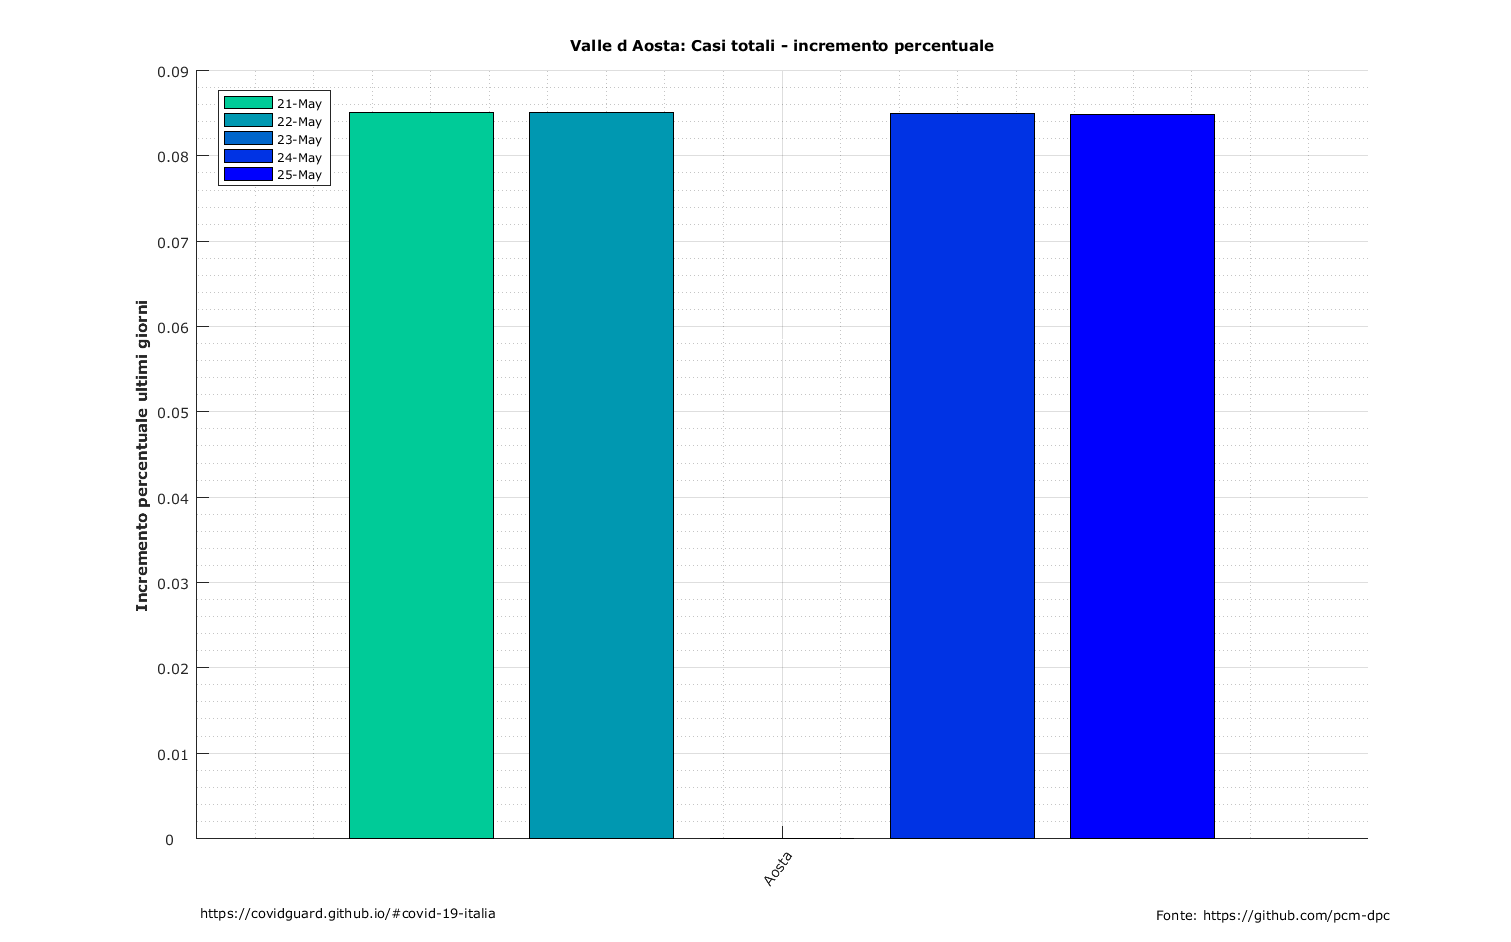 Valle d Aosta: Casi totali - incremento percentuale
0.09
0.08
0.07
0.06
0.05
0.04
0.03
0.02
0.01
0
Incremento percentuale ultimi giorni
21-May
22-May
23-May
24-May
25-May
Aosta
https://covidguard.github.io/#covid-19-italia
Fonte: https://github.com/pcm-dpc